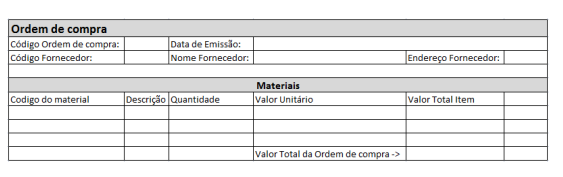 Ordem de compra
Código Ordem de compra: Data de Emissão:
Código Fornecedor: Nome Fornecedor: Endereço Fornecedor:
Materiais
Codigo do material Descrição Quantidade Valor Unitário Valor Total Item
Valor Total da Ordem de compra ->